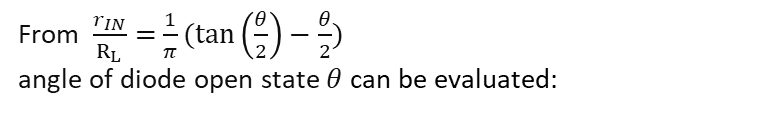 From r_IN/R_L = 1/π (tan(θ/2) − θ/2)
angle of diode open state θ can be evaluated: